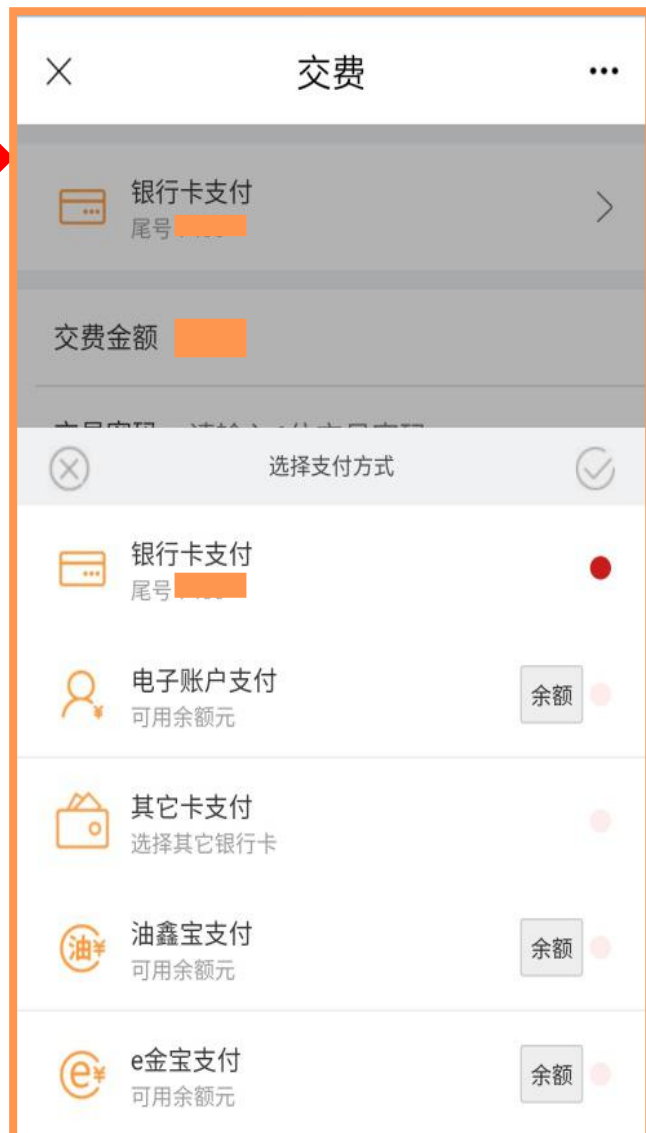 交费
银行卡支付
尾号
交费金额
选择支付方式
银行卡支付
尾号
电子账户支付
可用余额元
余额
其它卡支付
选择其它银行卡
油鑫宝支付
可用余额元
余额
e金宝支付
可用余额元
余额